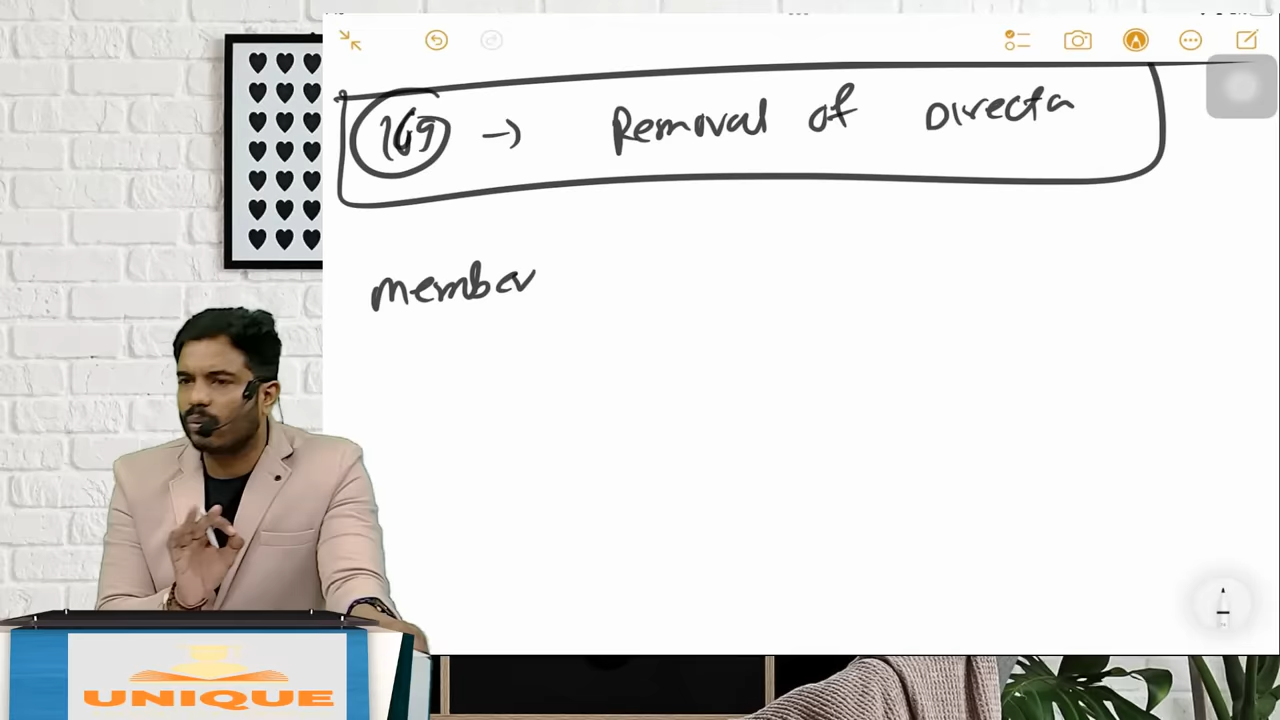 169 → Removal of Directa
member
UNIQUE